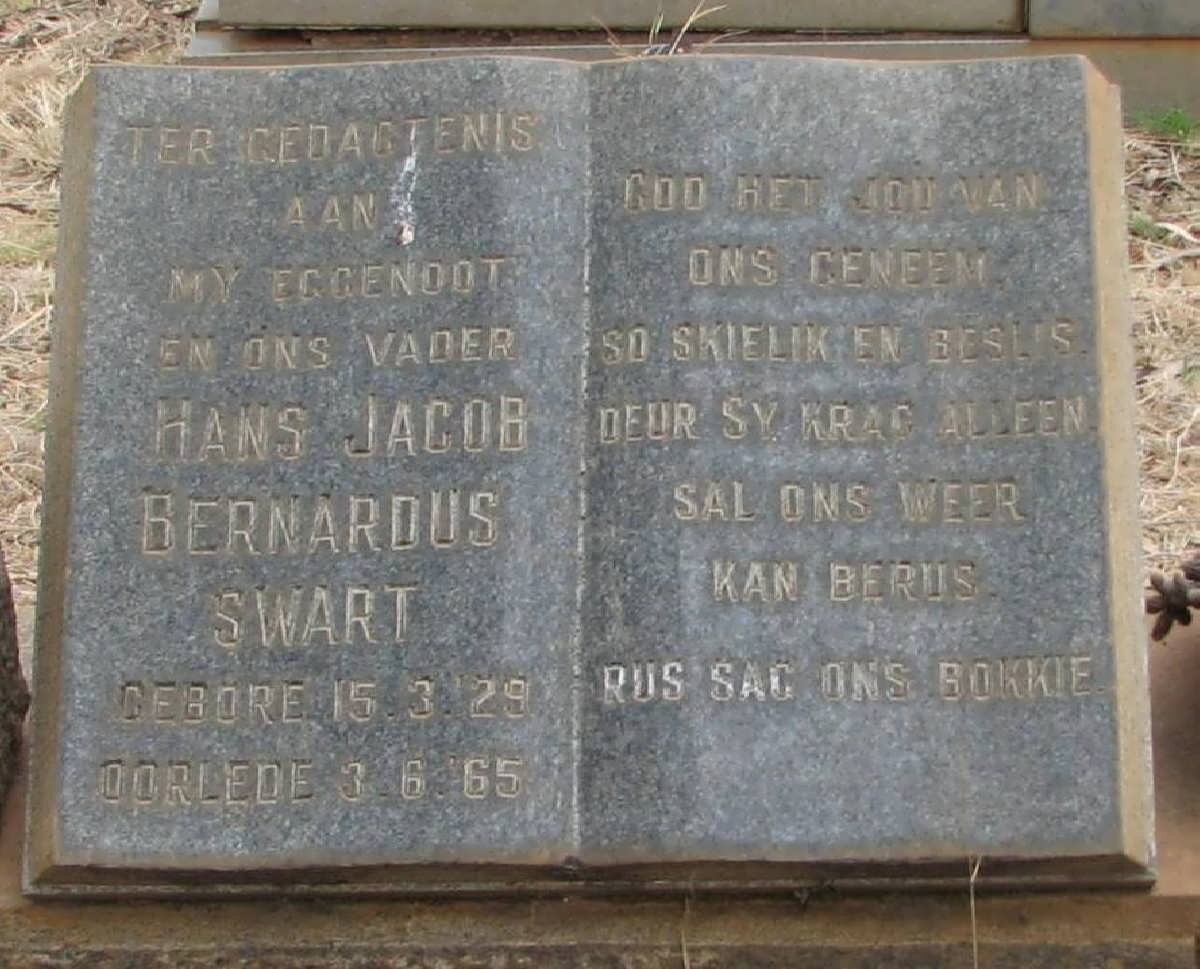 TER GEDAGTENIS
AAN
MY EGGENOOT
EN ONS VADER
HANS JACOB
BERNARDUS
SWART
GEBORE 15.3.'29
OORLEDE 3.6.'65
GOD HET JOU VAN
ONS GENEEM,
SO SKIELIK EN BESLIS.
DEUR SY KRAG ALLEEN.
SAL ONS WEER
KAN BERUS.
RUS SAG ONS BOKKIE.